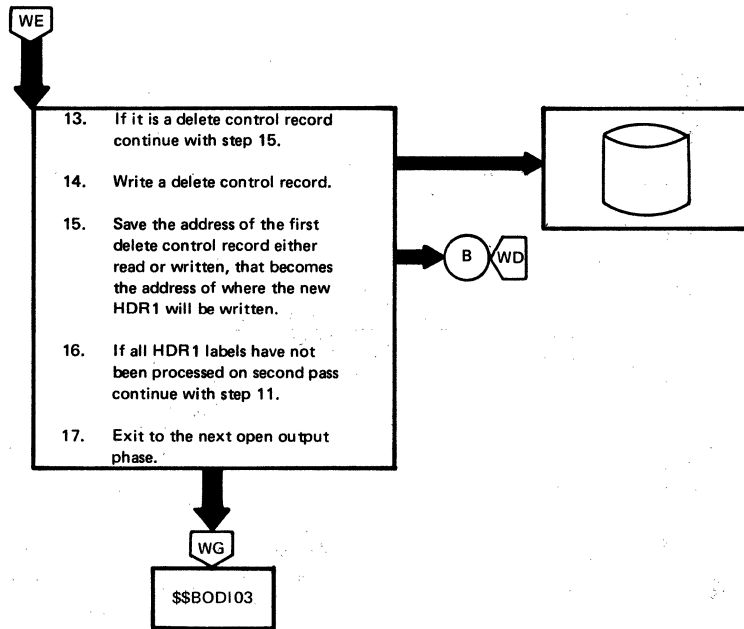 WE
13. If it is a delete control record
continue with step 15.
14. Write a delete control record.
15. Save the address of the first
delete control record either
read or written, that becomes
the address of where the new
HDR1 will be written.
B
WD
16. If all HDR1 labels have not
been processed on second pass
continue with step 11.
17. Exit to the next open output
phase.
WG
$$BODI03